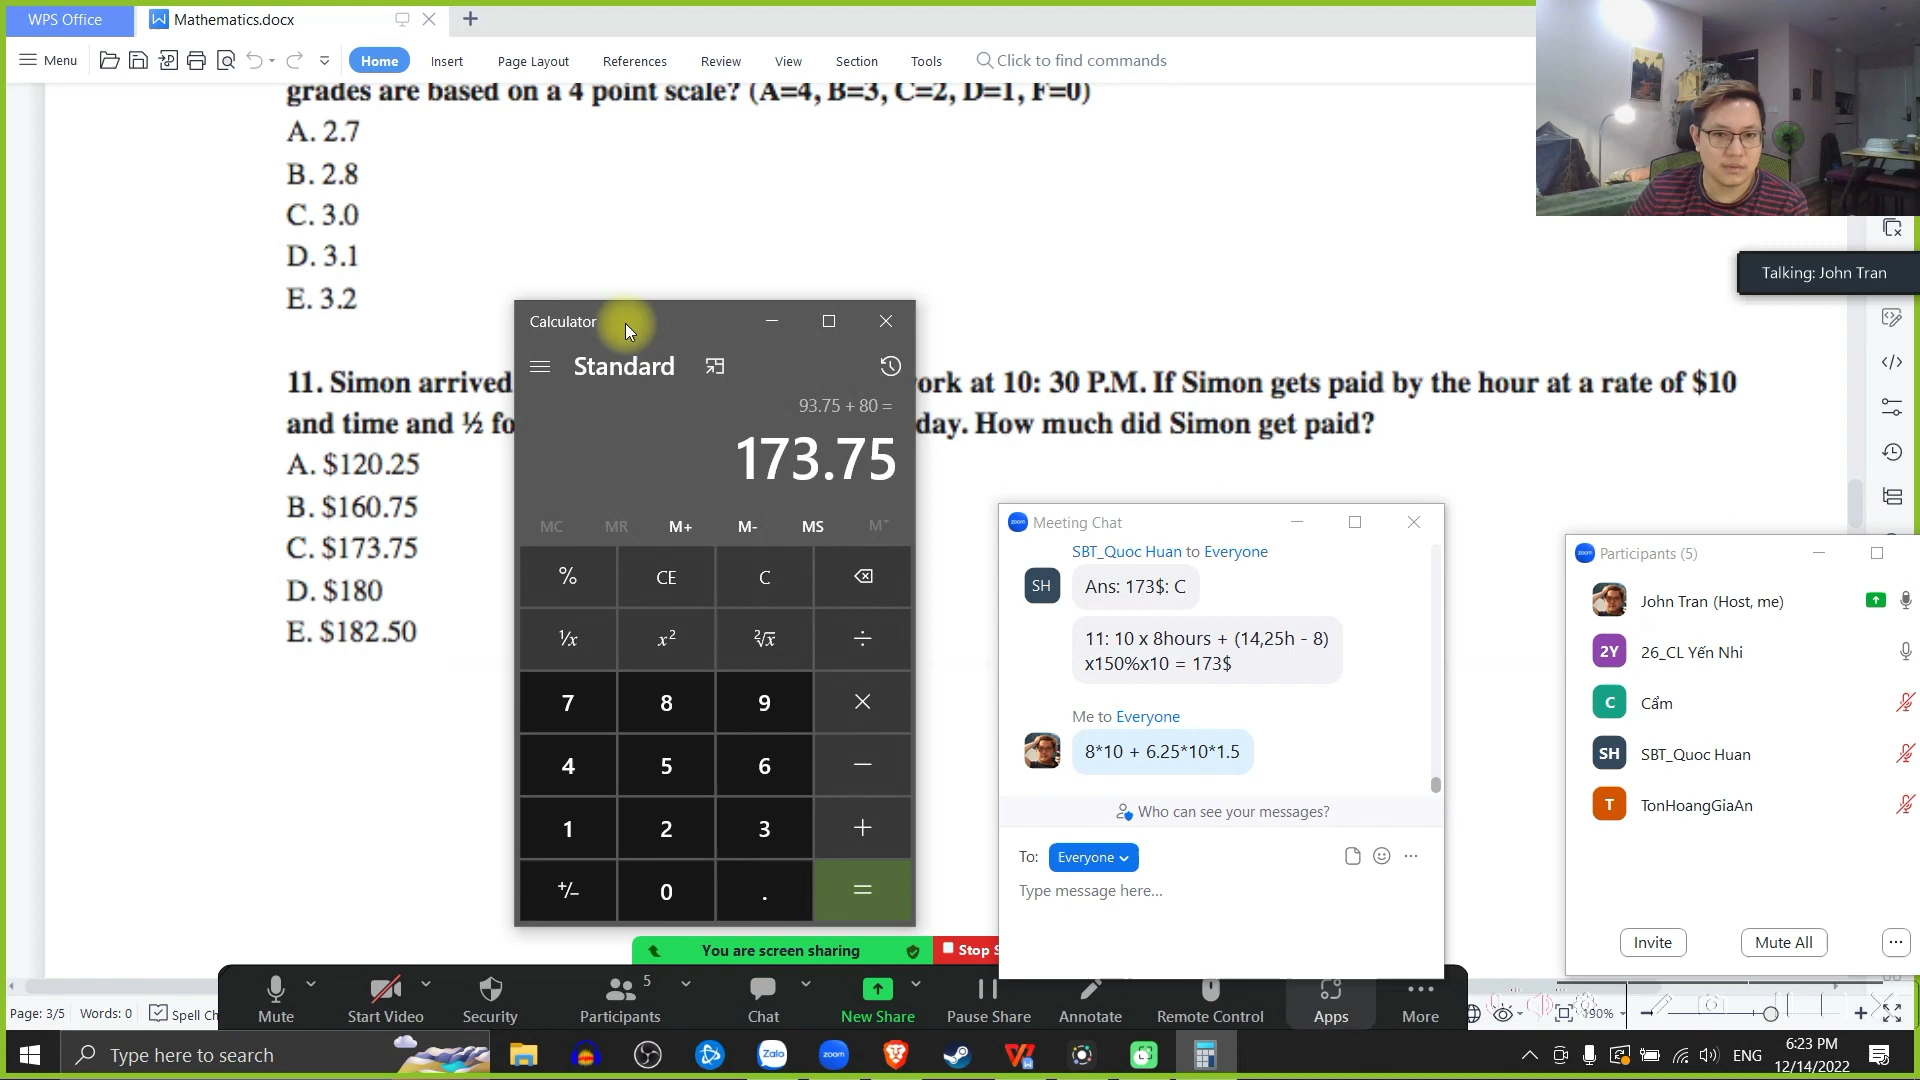 WPS Office
Mathematics.docx
Menu
Home
Insert
Page Layout
References
Review
View
Section
Tools
Click to find commands
grades are based on a 4 point scale? (A=4, B=3, C=2, D=1, F=0)
A. 2.7
B. 2.8
C. 3.0
D. 3.1
E. 3.2
11. Simon arrived
ork at 10: 30 P.M. If Simon gets paid by the hour at a rate of $10
and time and ½ fo
day. How much did Simon get paid?
A. $120.25
B. $160.75
C. $173.75
D. $180
E. $182.50
Talking: John Tran
Calculator
Standard
93.75 + 80 =
173.75
MC MR M+ M- MS M˅
% CE C
⅟x x² ²√x ÷
7 8 9 ×
4 5 6 −
1 2 3 +
+/− 0 . =
zoom
Meeting Chat
SBT_Quoc Huan to Everyone
SH
Ans: 173$: C
11: 10 x 8hours + (14,25h - 8)
x150%x10 = 173$
Me to Everyone
8*10 + 6.25*10*1.5
Who can see your messages?
To: Everyone
Type message here...
zoom
Participants (5)
John Tran (Host, me)
2Y
26_CL Yến Nhi
C
Cẩm
SH
SBT_Quoc Huan
T
TonHoangGiaAn
Invite
Mute All
You are screen sharing
Stop S
Mute
Start Video
Security
5
Participants
Chat
New Share
Pause Share
Annotate
Remote Control
Apps
More
Page: 3/5
Words: 0
Spell Ch
190%
Type here to search
Zalo
zoom
ENG
6:23 PM
12/14/2022